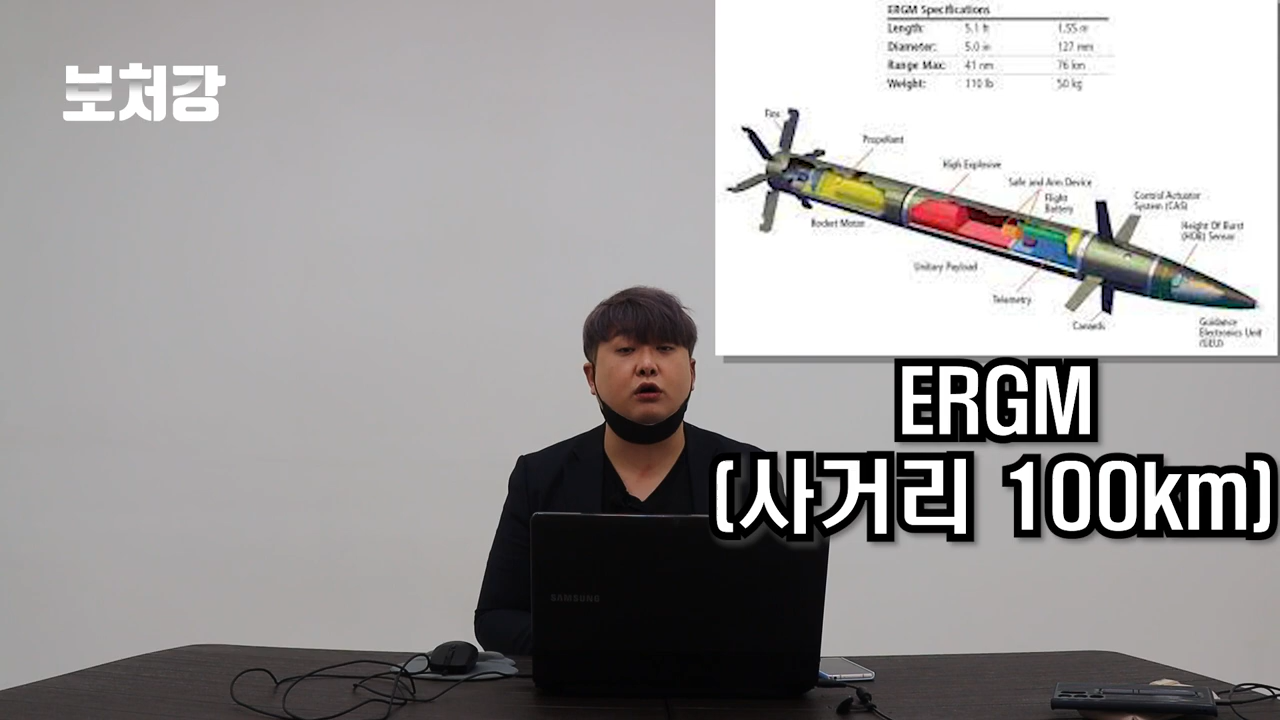 보처강
ERGM Specifications
Length: 5.1 ft 1.55 m
Diameter: 5.0 in 127 mm
Range Max: 41 nm 76 km
Weight: 110 lb 50 kg
Fins
Propellant
High Explosive
Safe and Arm Device
Flight
Battery
Control Actuator
System (CAS)
Height Of Burst
(HOB) Sensor
Rocket Motor
Unitary Payload
Telemetry
Canards
Guidance
Electronics Unit
(GEU)
ERGM
(사거리 100km)
SAMSUNG